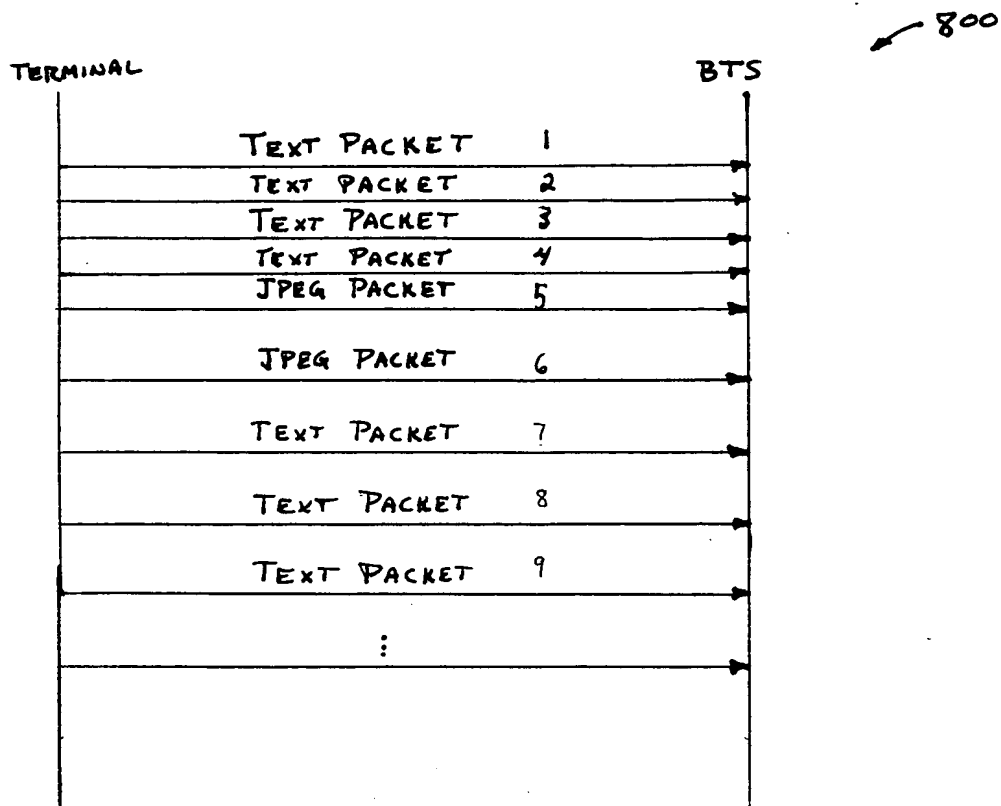 800
TERMINAL BTS
TEXT PACKET 1
TEXT PACKET 2
TEXT PACKET 3
TEXT PACKET 4
JPEG PACKET 5
JPEG PACKET 6
TEXT PACKET 7
TEXT PACKET 8
TEXT PACKET 9
⋮